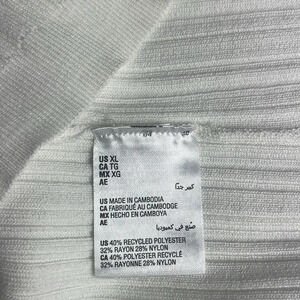 US XL
CA TG
MX XG
AE كبير جدًا
US MADE IN CAMBODIA
CA FABRIQUÉ AU CAMBODGE
MX HECHO EN CAMBOYA
AE صنع في كمبوديا
US 40% RECYCLED POLYESTER
32% RAYON 28% NYLON
CA 40% POLYESTER RECYCLÉ
32% RAYONNE 28% NYLON